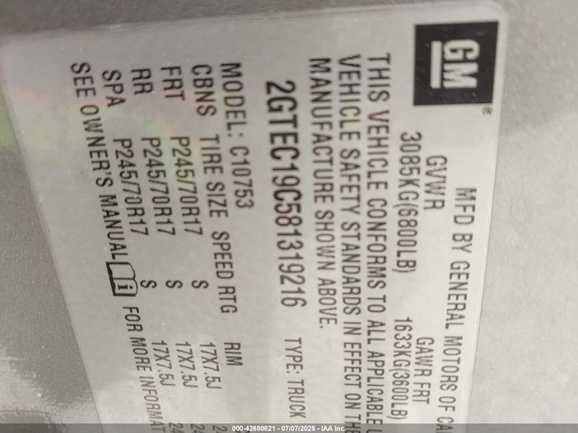 GM®
MFD BY GENERAL MOTORS OF CA
GVWR GAWR FRT
3085KG(6800LB) 1633KG(3600LB)
THIS VEHICLE CONFORMS TO ALL APPLICABLE
VEHICLE SAFETY STANDARDS IN EFFECT ON TH
MANUFACTURE SHOWN ABOVE.
2GTEC19C581319216 TYPE: TRUCK
MODEL: C10753
CBNS TIRE SIZE SPEED RTG RIM
FRT P245/70R17 S 17X7.5J
RR P245/70R17 S 17X7.5J
SPA P245/70R17 S 17X7.5J
SEE OWNER'S MANUAL FOR MORE INFORMAT
000-42680621 - 07/07/2025 - IAA Inc.